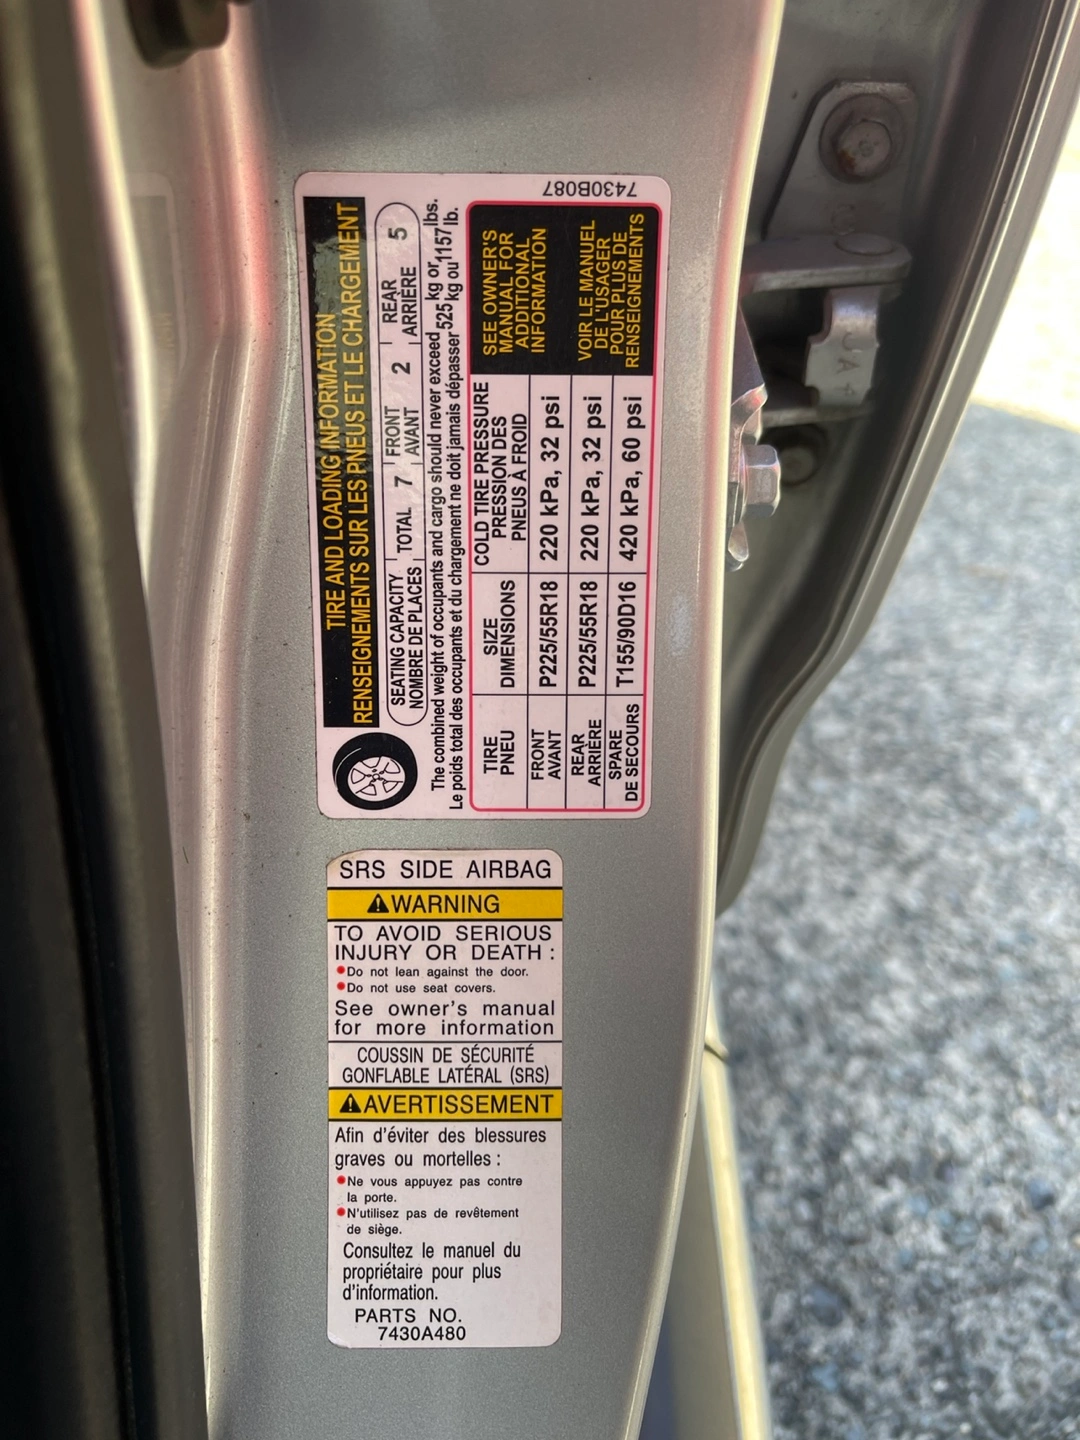 7430B087
TIRE AND LOADING INFORMATION
RENSEIGNEMENTS SUR LES PNEUS ET LE CHARGEMENT
SEATING CAPACITY TOTAL 7 FRONT 2 REAR 5
NOMBRE DE PLACES AVANT ARRIÈRE
The combined weight of occupants and cargo should never exceed 525 kg or 1157 lbs.
Le poids total des occupants et du chargement ne doit jamais dépasser kg ou lb.
TIRE SIZE COLD TIRE PRESSURE
PNEU DIMENSIONS PRESSION DES
PNEUS À FROID
FRONT
AVANT P225/55R18 220 kPa, 32 psi
REAR
ARRIÈRE P225/55R18 220 kPa, 32 psi
SPARE
DE SECOURS T155/90D16 420 kPa, 60 psi
SEE OWNER'S
MANUAL FOR
ADDITIONAL
INFORMATION
VOIR LE MANUEL
DE L'USAGER
POUR PLUS DE
RENSEIGNEMENTS
SRS SIDE AIRBAG
⚠WARNING
TO AVOID SERIOUS
INJURY OR DEATH :
•Do not lean against the door.
•Do not use seat covers.
See owner's manual
for more information
COUSSIN DE SÉCURITÉ
GONFLABLE LATÉRAL (SRS)
⚠AVERTISSEMENT
Afin d'éviter des blessures
graves ou mortelles :
•Ne vous appuyez pas contre
la porte.
•N'utilisez pas de revêtement
de siège.
Consultez le manuel du
propriétaire pour plus
d'information.
PARTS NO.
7430A480